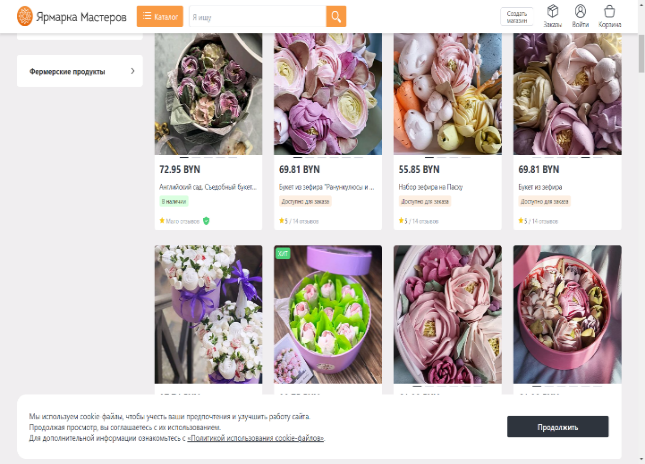 Ярмарка Мастеров
Каталог
Я ищу
Создать
магазин
Заказы
Войти
Корзина
Фермерские продукты
72.95 BYN
Английский сад. Съедобный букет...
В наличии
Мало отзывов
69.81 BYN
Букет из зефира "Ранункулюсы и ...
Доступно для заказа
5 / 14 отзывов
55.85 BYN
Набор зефира на Пасху
Доступно для заказа
5 / 14 отзывов
69.81 BYN
Букет из зефира
Доступно для заказа
5 / 14 отзывов
ХИТ
Мы используем cookie-файлы, чтобы учесть ваши предпочтения и улучшить работу сайта.
Продолжая просмотр, вы соглашаетесь с их использованием.
Для дополнительной информации ознакомьтесь с «Политикой использования cookie-файлов».
Продолжить